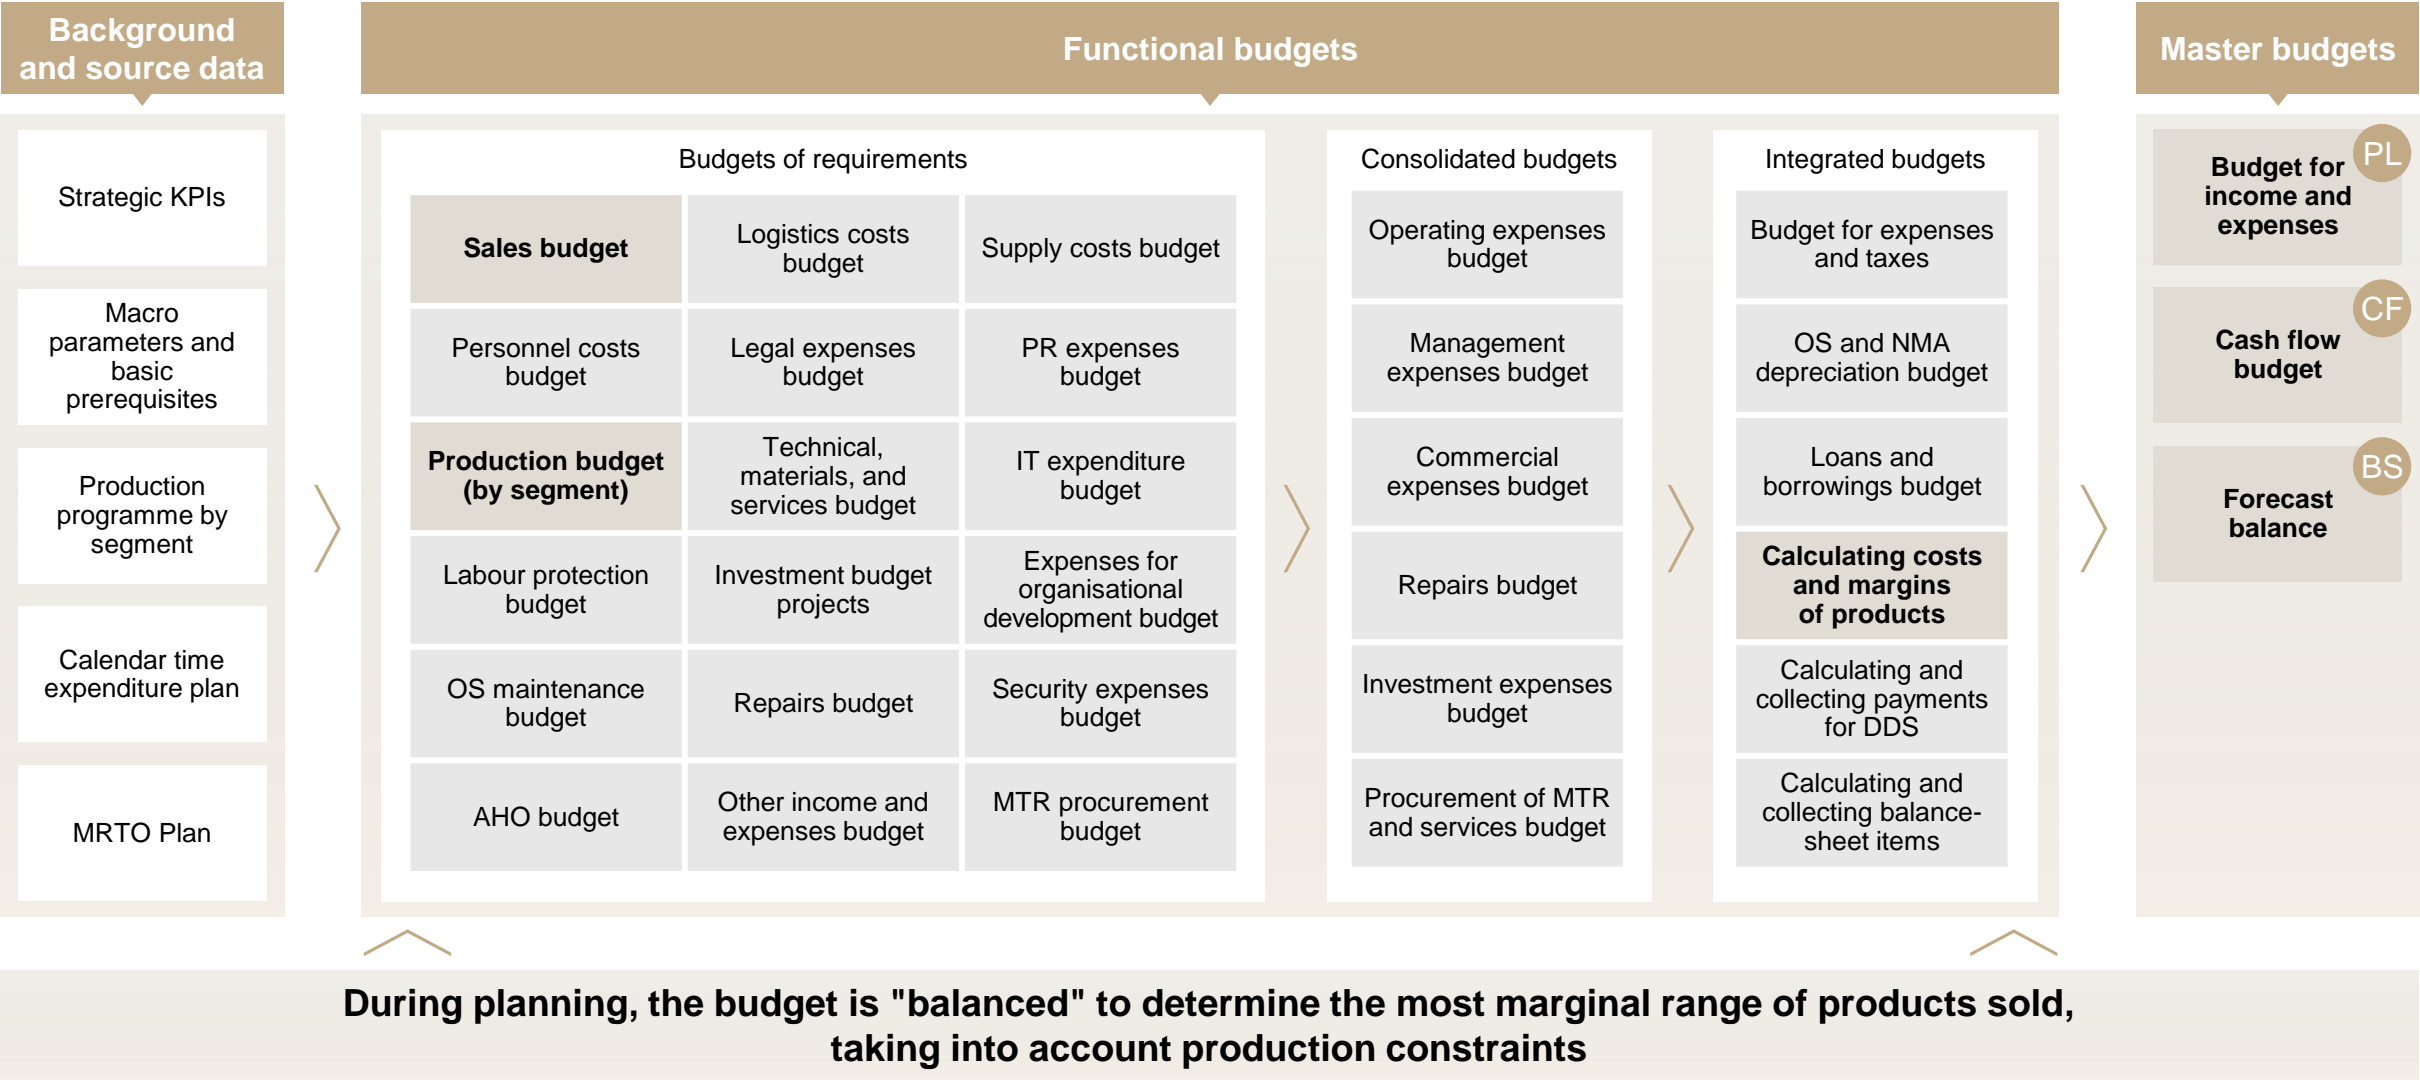 Background
and source data
Functional budgets
Master budgets
Strategic KPIs
Macro
parameters and
basic
prerequisites
Production
programme by
segment
Calendar time
expenditure plan
MRTO Plan
Budgets of requirements
Sales budget
Logistics costs
budget
Supply costs budget
Personnel costs
budget
Legal expenses
budget
PR expenses
budget
Production budget
(by segment)
Technical,
materials, and
services budget
IT expenditure
budget
Labour protection
budget
Investment budget
projects
Expenses for
organisational
development budget
OS maintenance
budget
Repairs budget
Security expenses
budget
AHO budget
Other income and
expenses budget
MTR procurement
budget
Consolidated budgets
Operating expenses
budget
Management
expenses budget
Commercial
expenses budget
Repairs budget
Investment expenses
budget
Procurement of MTR
and services budget
Integrated budgets
Budget for expenses
and taxes
OS and NMA
depreciation budget
Loans and
borrowings budget
Calculating costs
and margins
of products
Calculating and
collecting payments
for DDS
Calculating and
collecting balance-
sheet items
PL
Budget for
income and
expenses
CF
Cash flow
budget
BS
Forecast
balance
During planning, the budget is "balanced" to determine the most marginal range of products sold,
taking into account production constraints